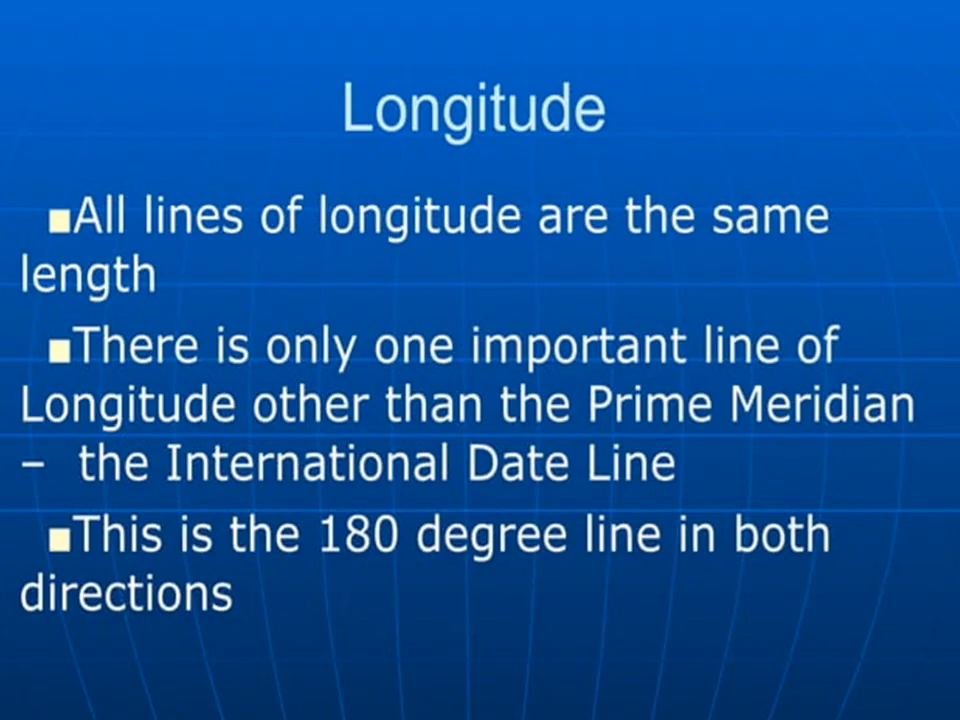 Longitude
■All lines of longitude are the same
length
■There is only one important line of
Longitude other than the Prime Meridian
– the International Date Line
■This is the 180 degree line in both
directions